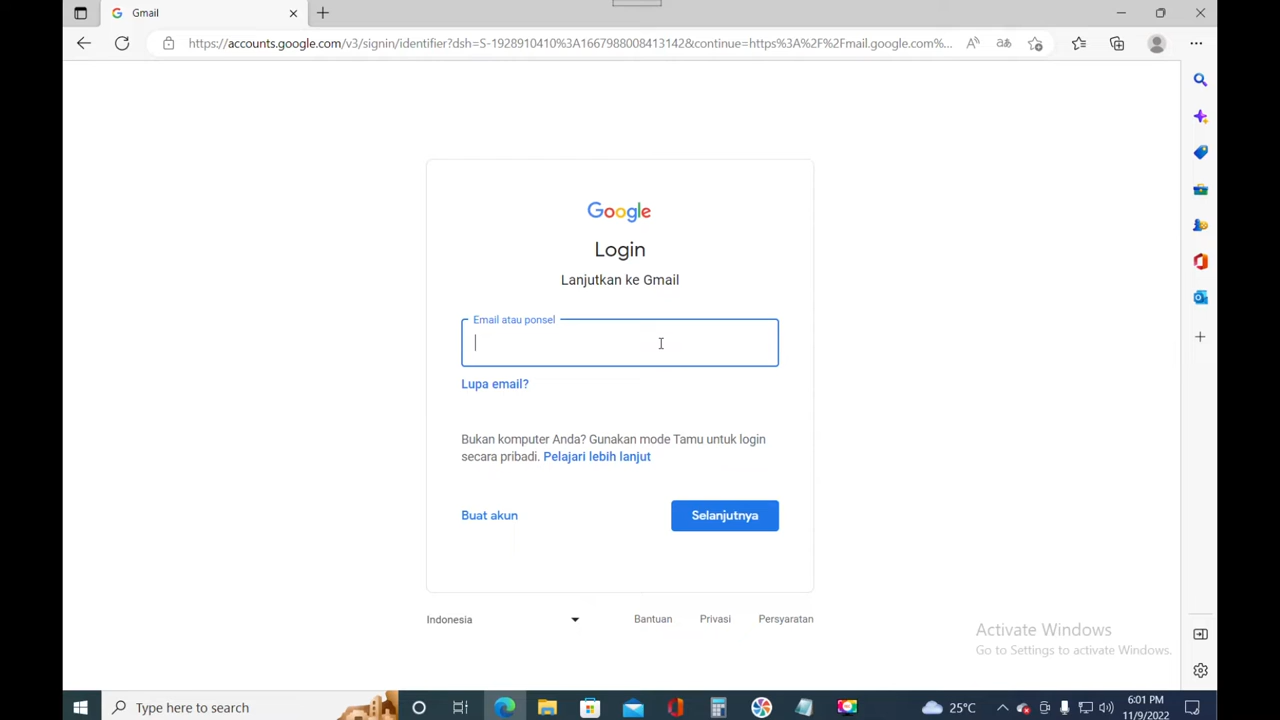 Gmail
https://accounts.google.com/v3/signin/identifier?dsh=S-1928910410%3A1667988008413142&continue=https%3A%2F%2Fmail.google.com%...
Google
Login
Lanjutkan ke Gmail
Email atau ponsel
Lupa email?
Bukan komputer Anda? Gunakan mode Tamu untuk login
secara pribadi. Pelajari lebih lanjut
Buat akun
Selanjutnya
Indonesia
Bantuan
Privasi
Persyaratan
Activate Windows
Go to Settings to activate Windows.
Type here to search
25°C
6:01 PM
11/9/2022